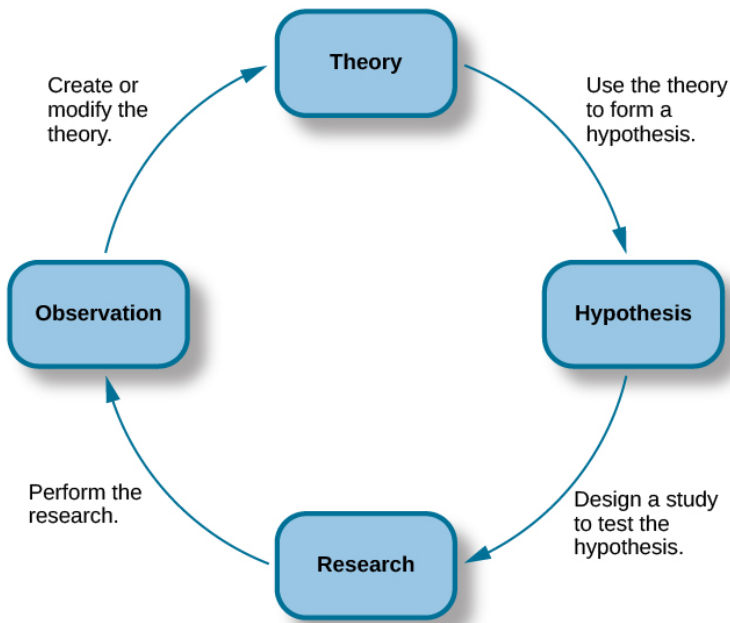 Theory
Use the theory
to form a
hypothesis.
Hypothesis
Design a study
to test the
hypothesis.
Research
Perform the
research.
Observation
Create or
modify the
theory.